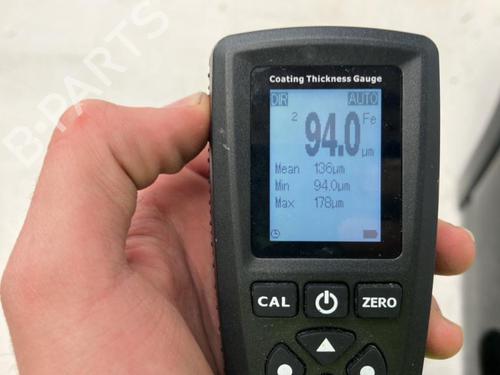 B-PARTS
Coating Thickness Gauge
DIR AUTO
2 94.0 Fe
µm
Mean 136µm
Min 94.0µm
Max 178µm
CAL ZERO